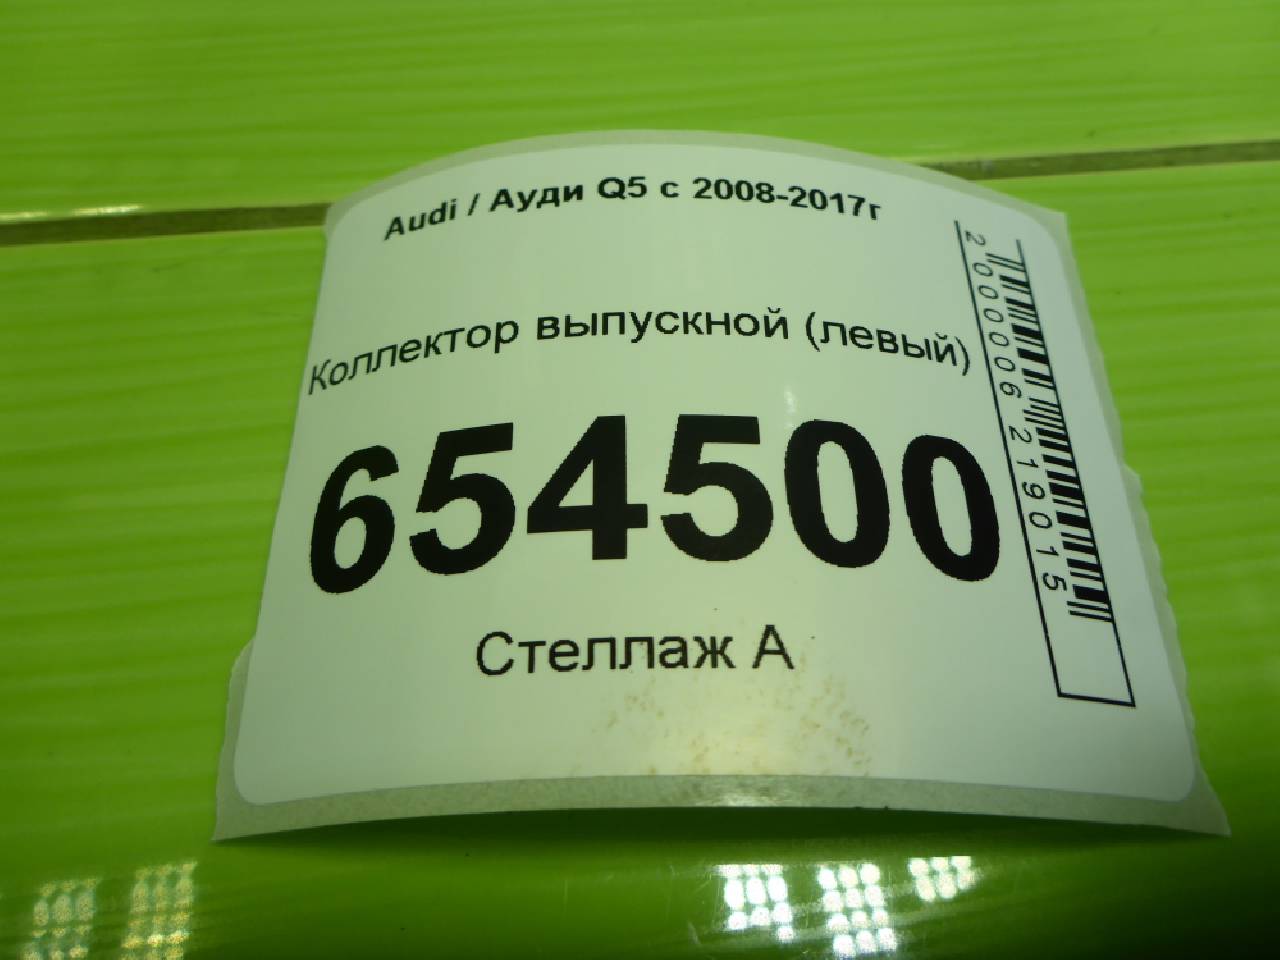 Audi / Ауди Q5 с 2008-2017г
Коллектор выпускной (левый)
654500
Стеллаж А
2000006219015